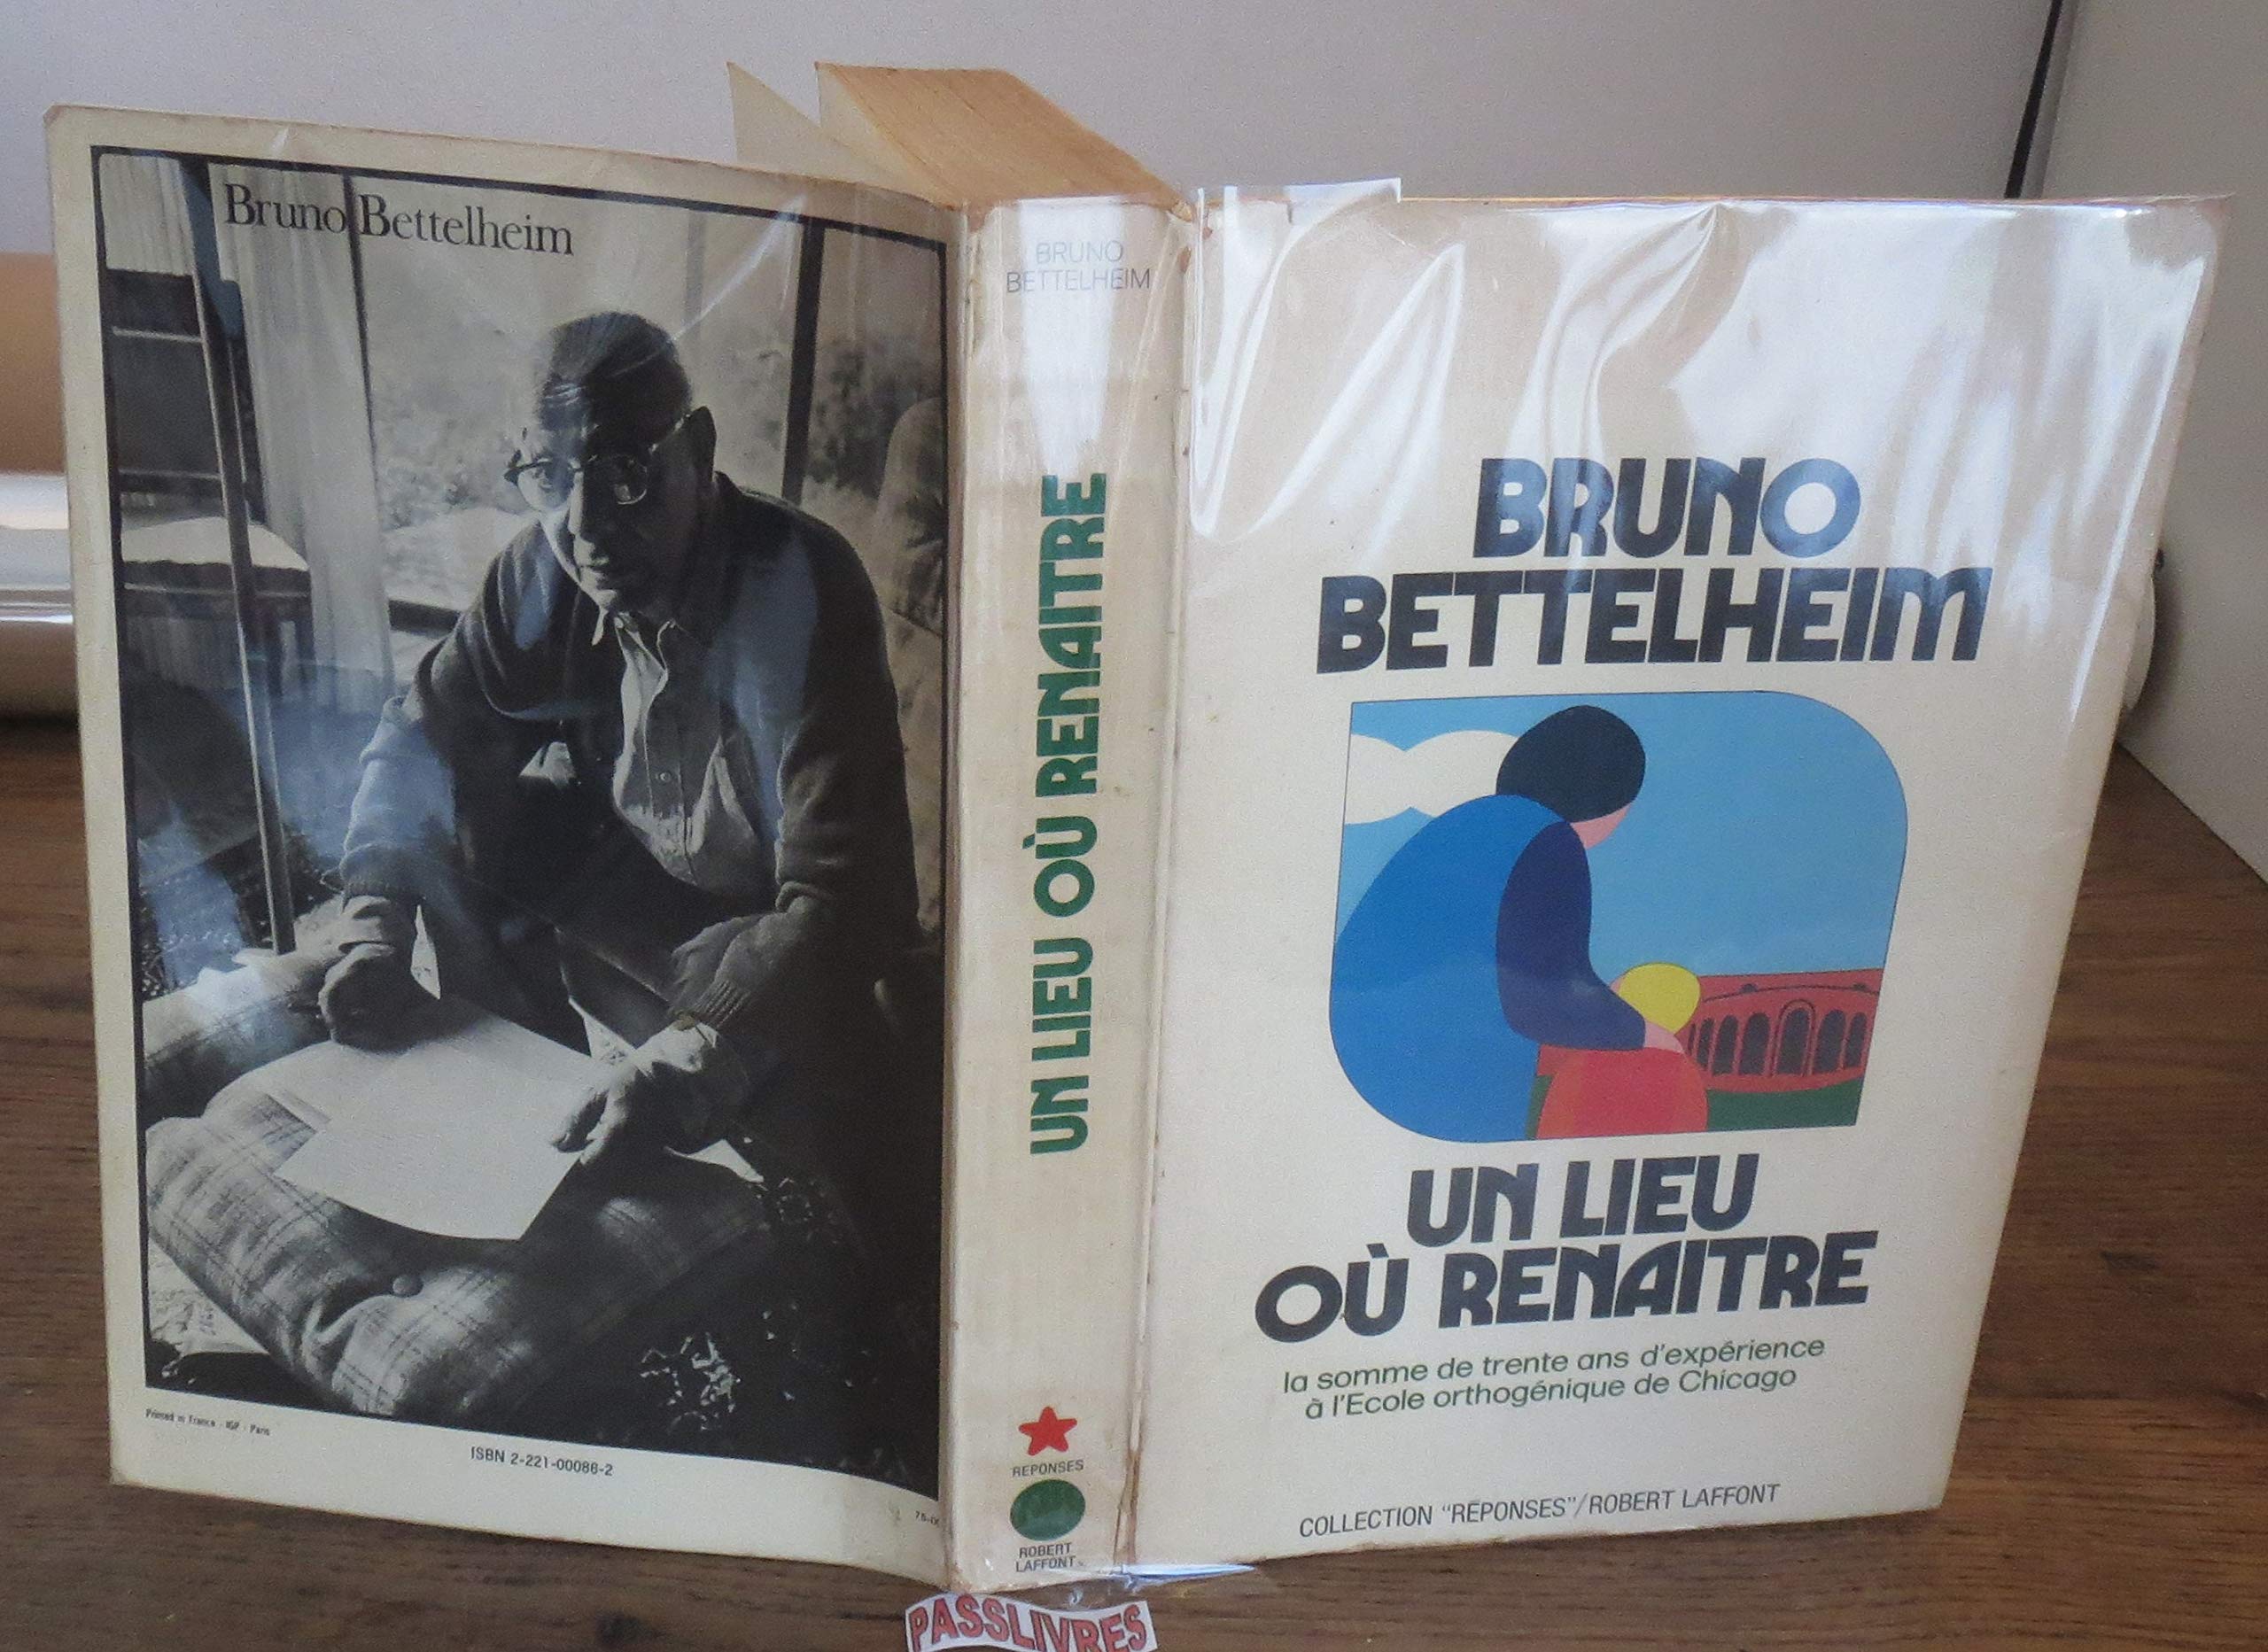 Bruno Bettelheim
Printed in France - IGP - Paris
ISBN 2-221-00086-2
BRUNO
BETTELHEIM
UN LIEU OÙ RENAITRE
REPONSES
ROBERT
LAFFONT
BRUNO
BETTELHEIM
UN LIEU
OÙ RENAITRE
la somme de trente ans d'expérience
à l'Ecole orthogénique de Chicago
COLLECTION "RÉPONSES"/ROBERT LAFFONT
PASSLIVRES